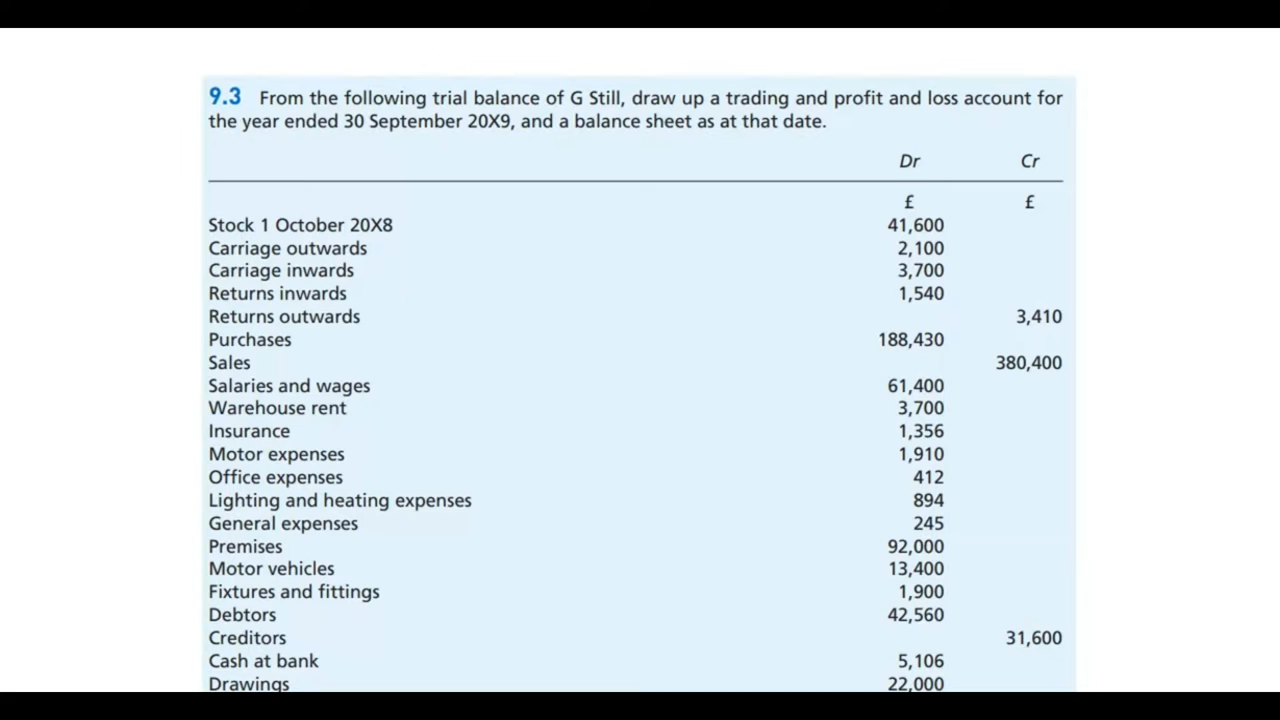 9.3 From the following trial balance of G Still, draw up a trading and profit and loss account for
the year ended 30 September 20X9, and a balance sheet as at that date.
Dr Cr
£ £
Stock 1 October 20X8 41,600
Carriage outwards 2,100
Carriage inwards 3,700
Returns inwards 1,540
Returns outwards 3,410
Purchases 188,430
Sales 380,400
Salaries and wages 61,400
Warehouse rent 3,700
Insurance 1,356
Motor expenses 1,910
Office expenses 412
Lighting and heating expenses 894
General expenses 245
Premises 92,000
Motor vehicles 13,400
Fixtures and fittings 1,900
Debtors 42,560
Creditors 31,600
Cash at bank 5,106
Drawings 22,000